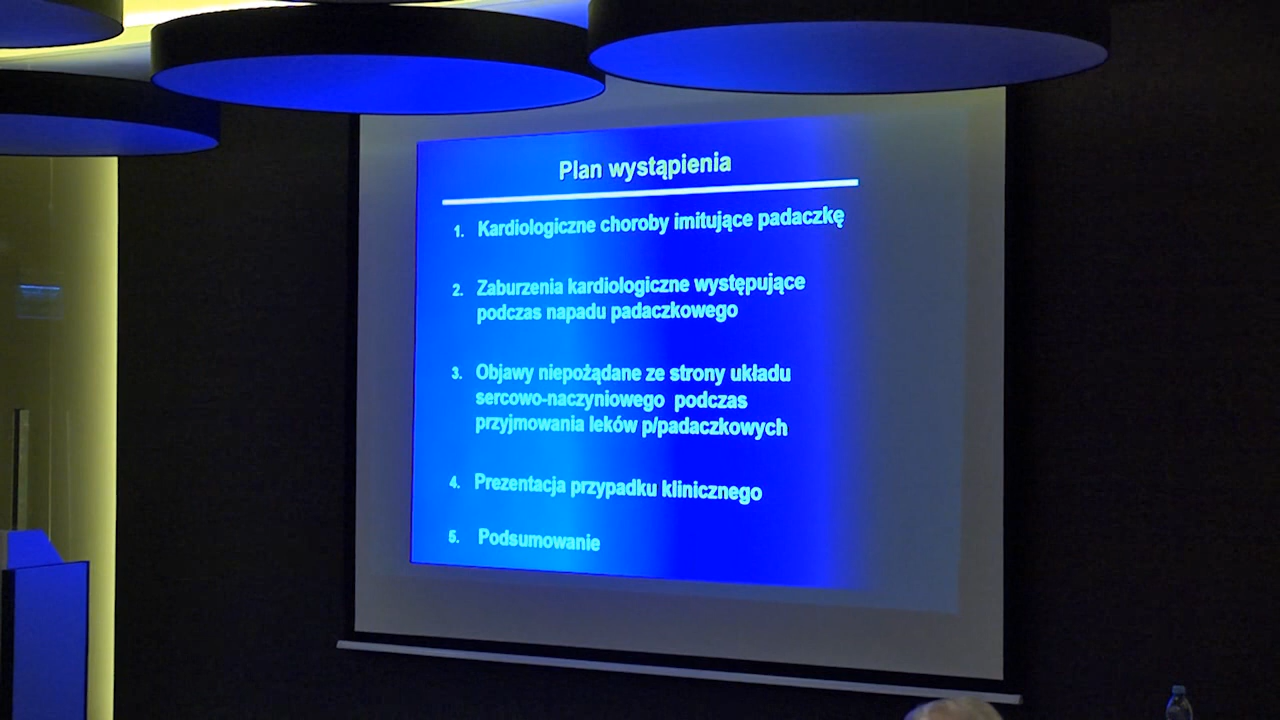 Plan wystąpienia
1. Kardiologiczne choroby imitujące padaczkę
2. Zaburzenia kardiologiczne występujące
podczas napadu padaczkowego
3. Objawy niepożądane ze strony układu
sercowo-naczyniowego podczas
przyjmowania leków p/padaczkowych
4. Prezentacja przypadku klinicznego
5. Podsumowanie